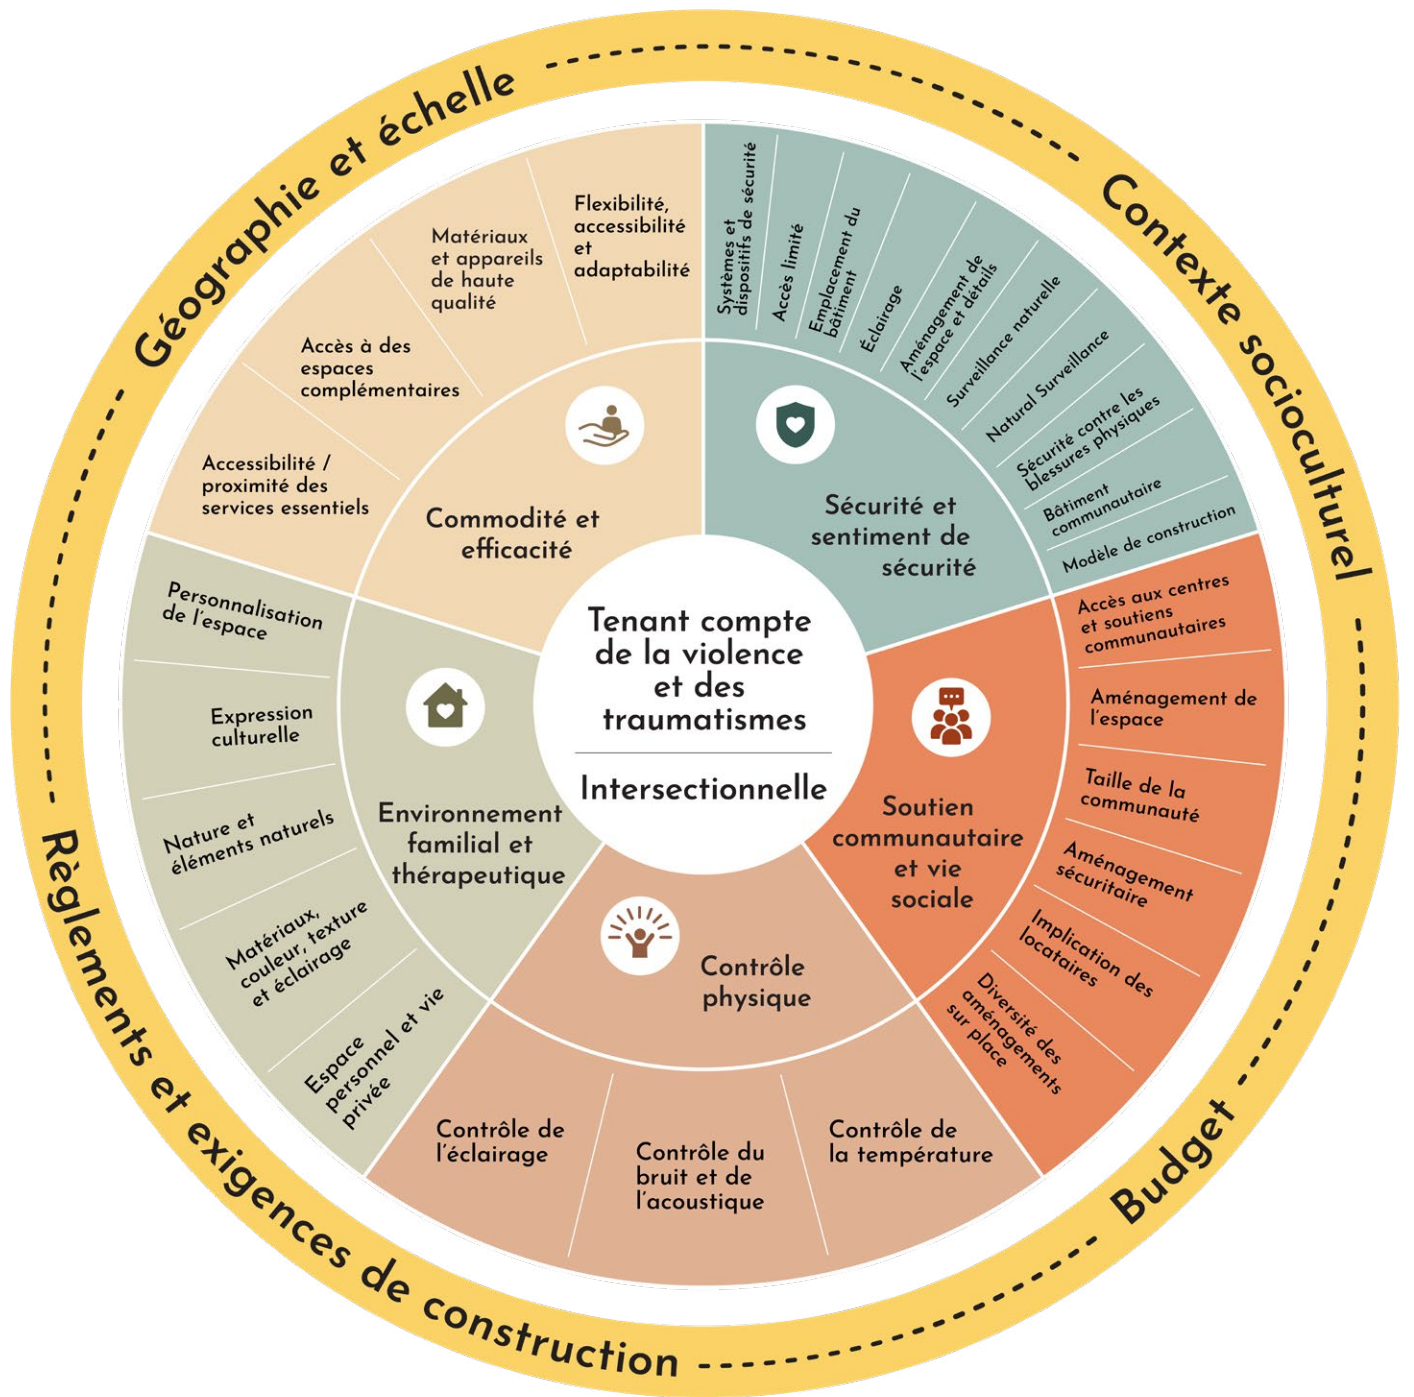 Géographie et échelle
Contexte socioculturel
Budget
Règlements et exigences de construction
Tenant compte
de la violence
et des
traumatismes
Intersectionnelle
Commodité et
efficacité
Accessibilité /
proximité des
services essentiels
Accès à des
espaces
complémentaires
Matériaux
et appareils
de haute
qualité
Flexibilité,
accessibilité
et
adaptabilité
Sécurité et
sentiment de
sécurité
Systèmes et
dispositifs de sécurité
Accès limité
Emplacement du
bâtiment
Éclairage
Aménagement de
l'espace et détails
Surveillance naturelle
Natural Surveillance
Sécurité contre les
blessures physiques
Bâtiment
communautaire
Modèle de construction
Soutien
communautaire
et vie
sociale
Accès aux centres
et soutiens
communautaires
Aménagement de
l'espace
Taille de la
communauté
Aménagement
sécuritaire
Implication des
locataires
Diversité des
aménagements
sur place
Contrôle
physique
Contrôle de
la température
Contrôle du
bruit et de
l'acoustique
Contrôle de
l'éclairage
Environnement
familial et
thérapeutique
Espace
personnel et vie
privée
Matériaux,
couleur, texture
et éclairage
Nature et
éléments naturels
Expression
culturelle
Personnalisation
de l'espace